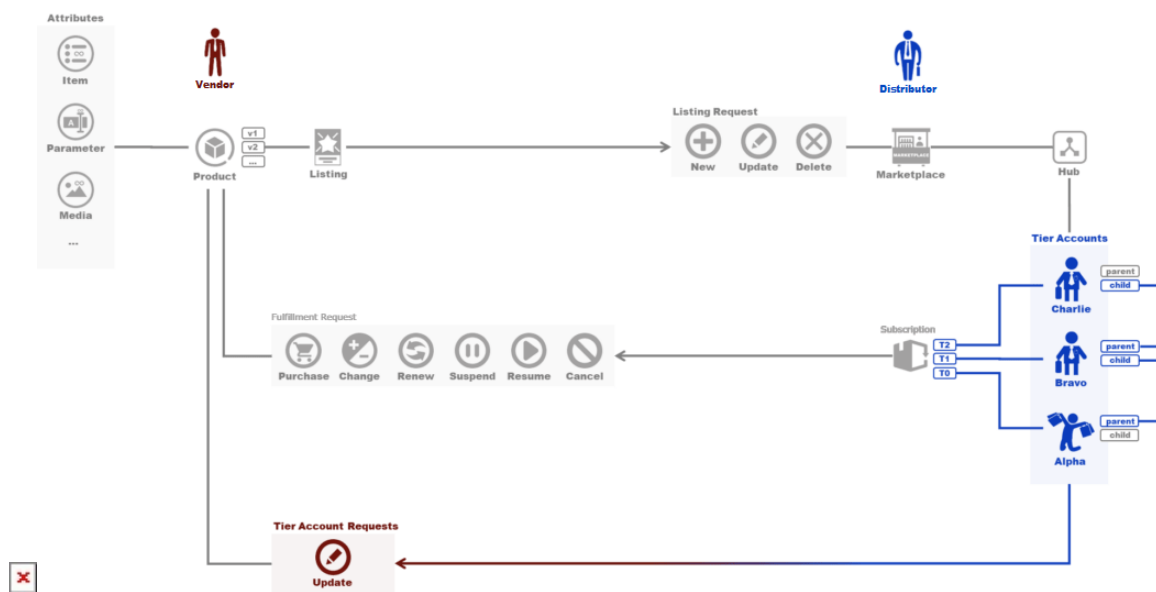 Attributes
Item
Parameter
Media
...
Vendor
Product
v1
v2
...
Listing
Listing Request
New
Update
Delete
Distributor
MARKETPLACE
Marketplace
Hub
Tier Accounts
Charlie
parent
child
Bravo
parent
child
Alpha
parent
child
Subscription
T2
T1
T0
Fulfillment Request
Purchase
Change
Renew
Suspend
Resume
Cancel
Tier Account Requests
Update